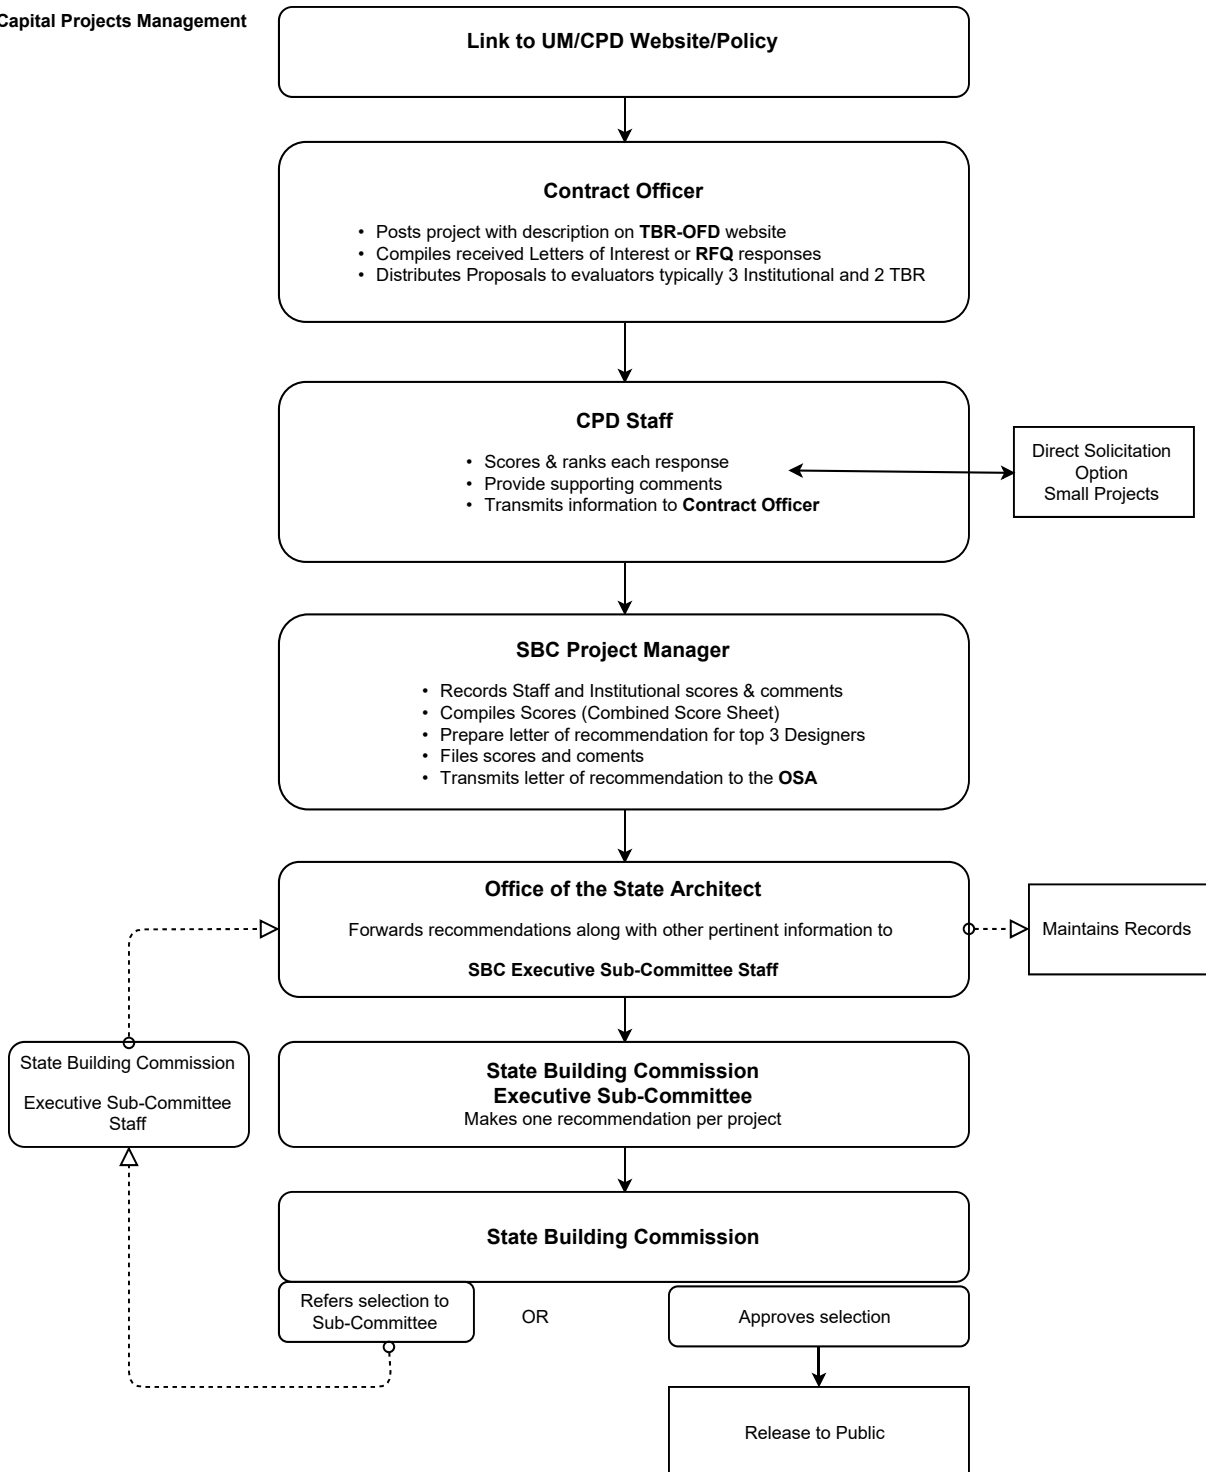 Capital Projects Management
Link to UM/CPD Website/Policy
Contract Officer
• Posts project with description on TBR-OFD website
• Compiles received Letters of Interest or RFQ responses
• Distributes Proposals to evaluators typically 3 Institutional and 2 TBR
CPD Staff
• Scores & ranks each response
• Provide supporting comments
• Transmits information to Contract Officer
Direct Solicitation
Option
Small Projects
SBC Project Manager
• Records Staff and Institutional scores & comments
• Compiles Scores (Combined Score Sheet)
• Prepare letter of recommendation for top 3 Designers
• Files scores and coments
• Transmits letter of recommendation to the OSA
Office of the State Architect
Forwards recommendations along with other pertinent information to
SBC Executive Sub-Committee Staff
Maintains Records
State Building Commission
Executive Sub-Committee
Staff
State Building Commission
Executive Sub-Committee
Makes one recommendation per project
State Building Commission
Refers selection to
Sub-Committee
OR
Approves selection
Release to Public